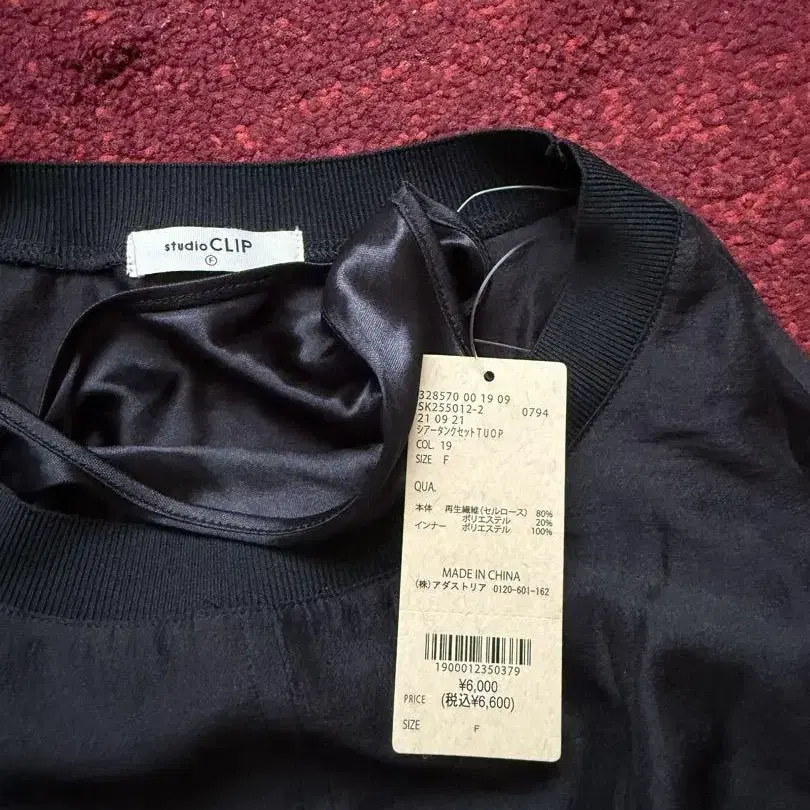 studio CLIP
F
328570 00 19 09
SK255012-2 0794
21 09 21
シアータンクセットTUOP
COL. 19
SIZE F
QUA.
本体 再生繊維(セルロース) 80%
ポリエステル 20%
インナー ポリエステル 100%
MADE IN CHINA
(株)アダストリア 0120-601-162
1900012350379
¥6,000
PRICE (税込¥6,600)
SIZE F